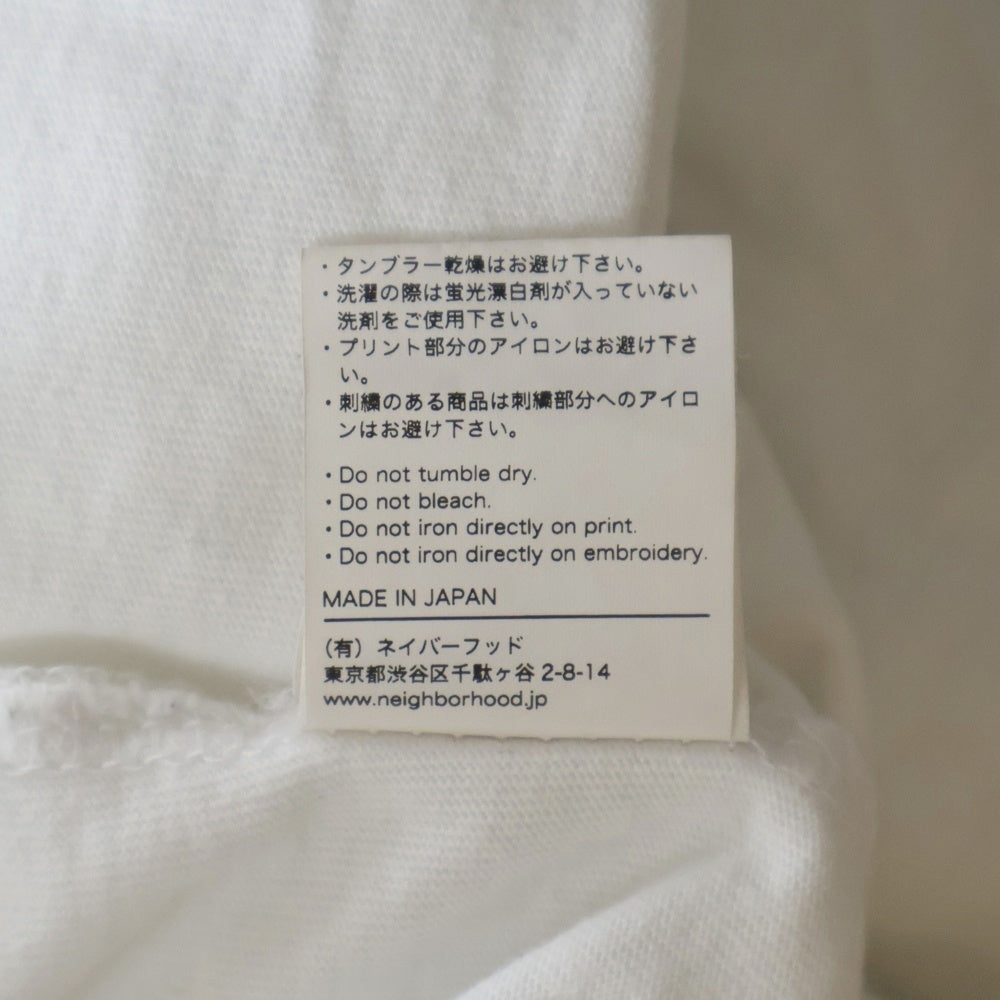 ・タンブラー乾燥はお避け下さい。
・洗濯の際は蛍光漂白剤が入っていない
洗剤をご使用下さい。
・プリント部分のアイロンはお避け下さ
い。
・刺繍のある商品は刺繍部分へのアイロ
ンはお避け下さい。
・Do not tumble dry.
・Do not bleach.
・Do not iron directly on print.
・Do not iron directly on embroidery.
MADE IN JAPAN
(有) ネイバーフッド
東京都渋谷区千駄ヶ谷 2-8-14
www.neighborhood.jp